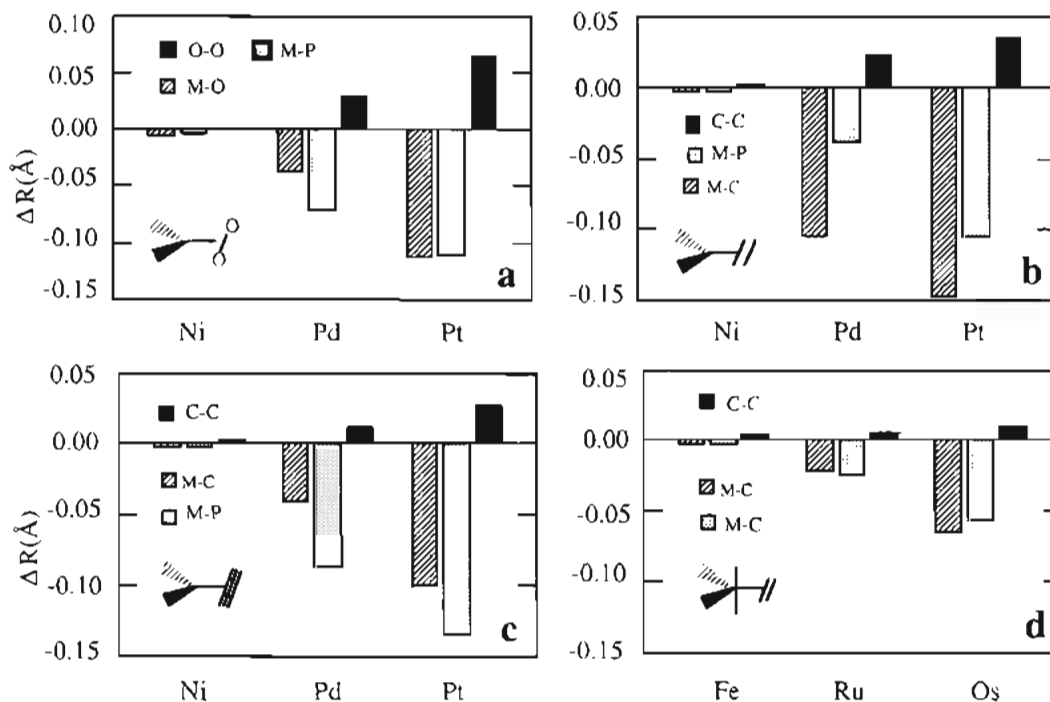 0.10
0.05
0.00
-0.05
-0.10
-0.15
ΔR(Å)
O-O
M-P
M-O
O
O
a
Ni Pd Pt
0.05
0.00
-0.05
-0.10
-0.15
C-C
M-P
M-C
b
Ni Pd Pt
0.05
0.00
-0.05
-0.10
-0.15
ΔR(Å)
C-C
M-C
M-P
c
Ni Pd Pt
0.05
0.00
-0.05
-0.10
-0.15
C-C
M-C
M-C
d
Fe Ru Os